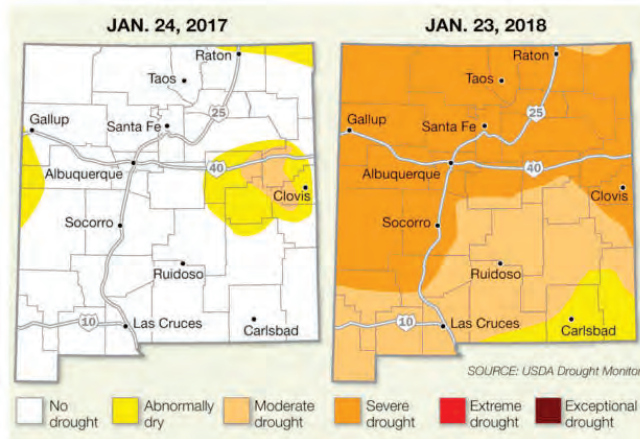 JAN. 24, 2017
Raton
Taos
25
Gallup
Santa Fe
Albuquerque
40
Clovis
Socorro
Ruidoso
10
Las Cruces
Carlsbad
JAN. 23, 2018
Raton
Taos
25
Gallup
Santa Fe
Albuquerque
40
Clovis
Socorro
Ruidoso
10
Las Cruces
Carlsbad
SOURCE: USDA Drought Monitor
No
drought
Abnormally
dry
Moderate
drought
Severe
drought
Extreme
drought
Exceptional
drought